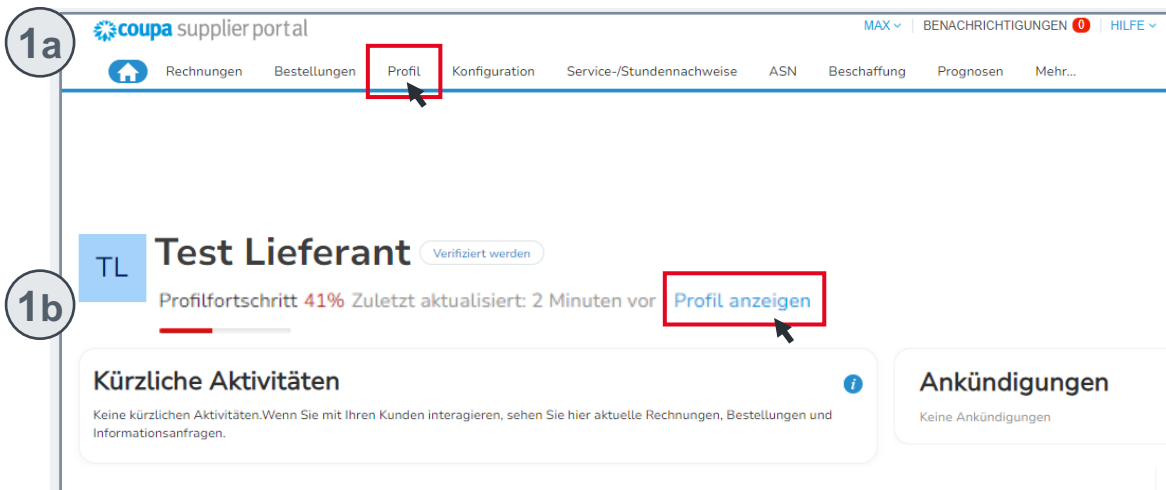 1a
coupa supplier portal
MAX BENACHRICHTIGUNGEN 0 HILFE
Rechnungen Bestellungen Profil Konfiguration Service-/Stundennachweise ASN Beschaffung Prognosen Mehr...
TL
Test Lieferant Verifiziert werden
1b
Profilfortschritt 41% Zuletzt aktualisiert: 2 Minuten vor Profil anzeigen
Kürzliche Aktivitäten i
Keine kürzlichen Aktivitäten.Wenn Sie mit Ihren Kunden interagieren, sehen Sie hier aktuelle Rechnungen, Bestellungen und
Informationsanfragen.
Ankündigungen
Keine Ankündigungen